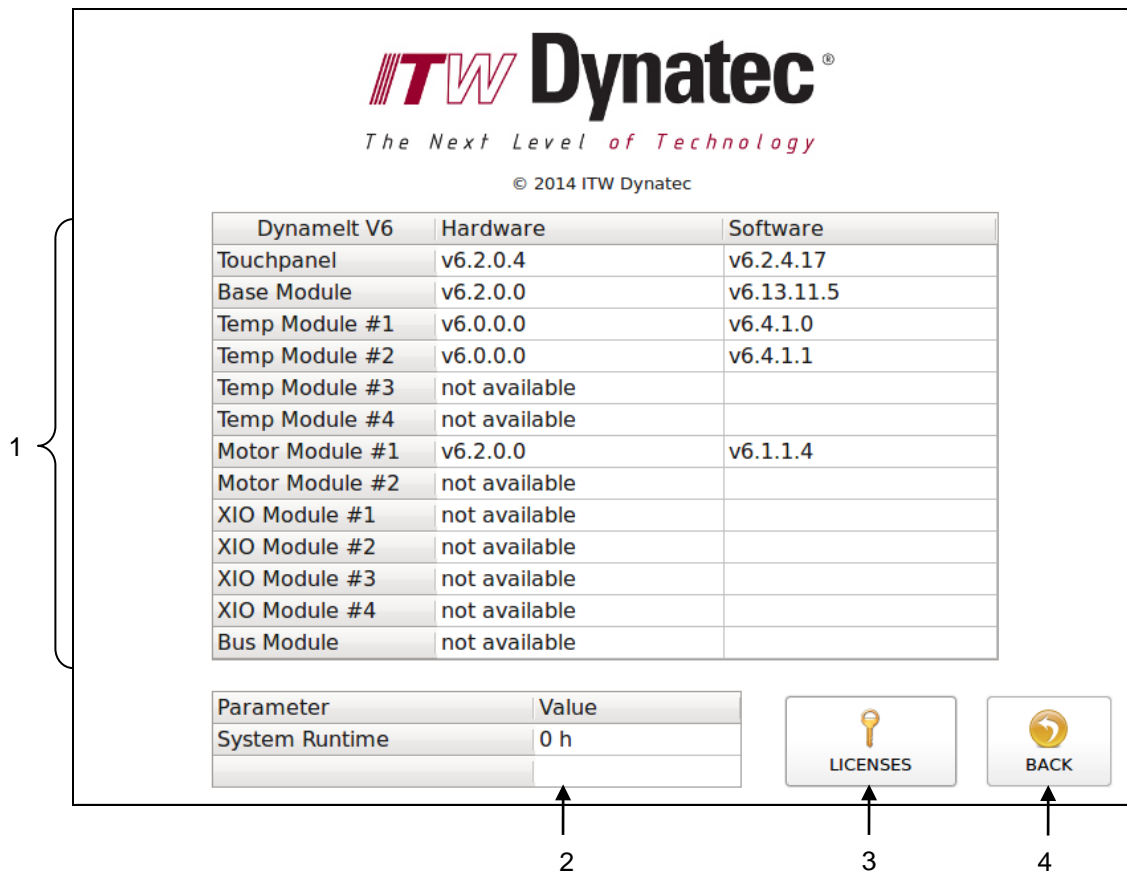 ITW Dynatec®
The Next Level of Technology
© 2014 ITW Dynatec
Dynamelt V6 Hardware Software
Touchpanel v6.2.0.4 v6.2.4.17
Base Module v6.2.0.0 v6.13.11.5
Temp Module #1 v6.0.0.0 v6.4.1.0
Temp Module #2 v6.0.0.0 v6.4.1.1
Temp Module #3 not available
Temp Module #4 not available
1
Motor Module #1 v6.2.0.0 v6.1.1.4
Motor Module #2 not available
XIO Module #1 not available
XIO Module #2 not available
XIO Module #3 not available
XIO Module #4 not available
Bus Module not available
Parameter Value
System Runtime 0 h
LICENSES BACK
2 3 4